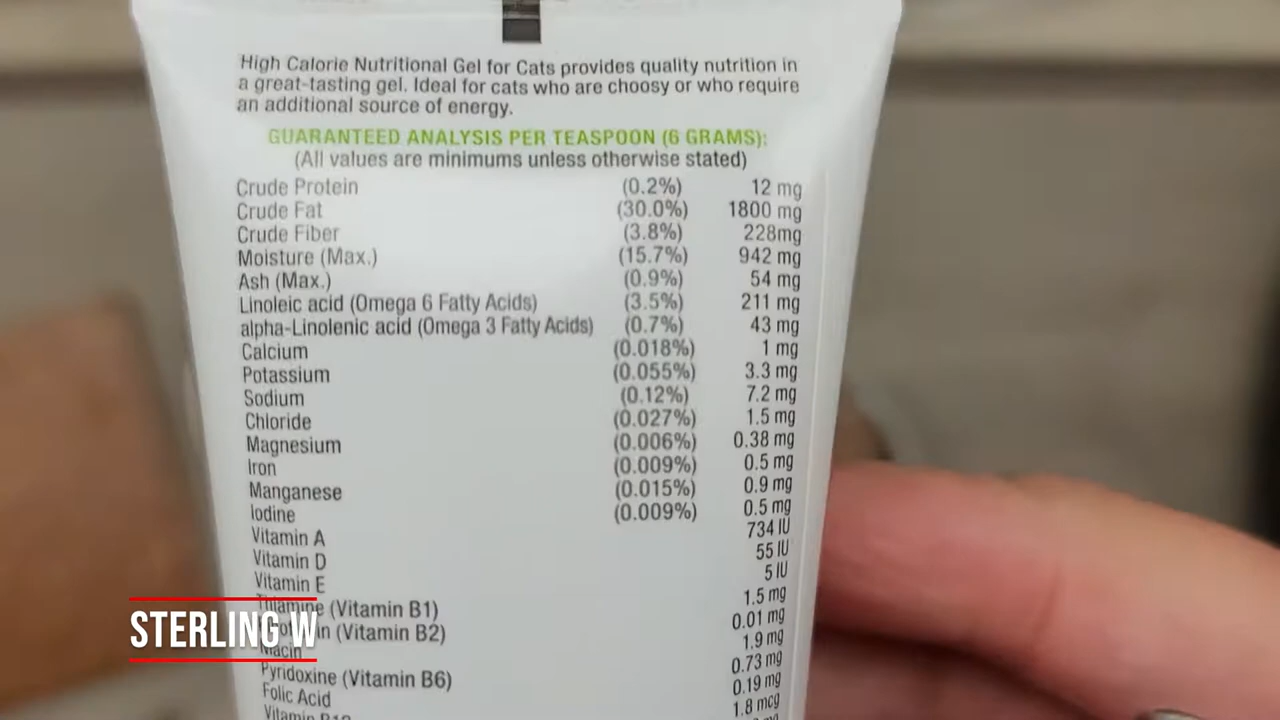 High Calorie Nutritional Gel for Cats provides quality nutrition in
a great-tasting gel. Ideal for cats who are choosy or who require
an additional source of energy.
GUARANTEED ANALYSIS PER TEASPOON (6 GRAMS):
(All values are minimums unless otherwise stated)
Crude Protein (0.2%) 12 mg
Crude Fat (30.0%) 1800 mg
Crude Fiber (3.8%) 228mg
Moisture (Max.) (15.7%) 942 mg
Ash (Max.) (0.9%) 54 mg
Linoleic acid (Omega 6 Fatty Acids) (3.5%) 211 mg
alpha-Linolenic acid (Omega 3 Fatty Acids) (0.7%) 43 mg
Calcium (0.018%) 1 mg
Potassium (0.055%) 3.3 mg
Sodium (0.12%) 7.2 mg
Chloride (0.027%) 1.5 mg
Magnesium (0.006%) 0.38 mg
Iron (0.009%) 0.5 mg
Manganese (0.015%) 0.9 mg
Iodine (0.009%) 0.5 mg
Vitamin A 734 IU
Vitamin D 55 IU
Vitamin E 5 IU
Thiamine (Vitamin B1) 1.5 mg
(Vitamin B2) 0.01 mg
Niacin 1.9 mg
Pyridoxine (Vitamin B6) 0.73 mg
Folic Acid 0.19 mg
Vitamin 1.8 mcg
STERLING W